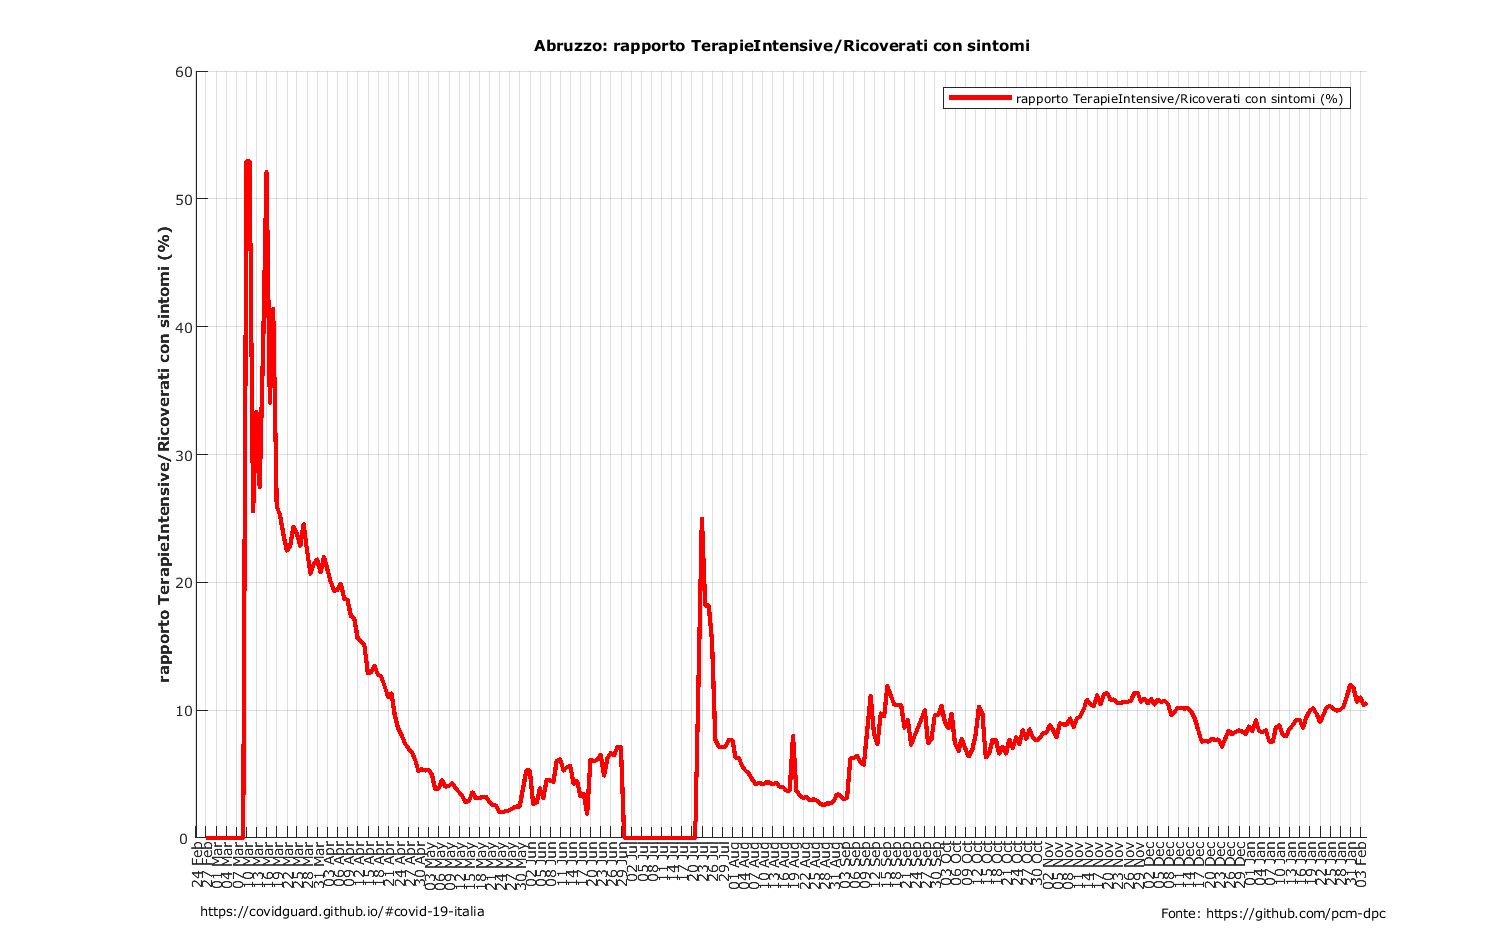 Abruzzo: rapporto TerapieIntensive/Ricoverati con sintomi
rapporto TerapieIntensive/Ricoverati con sintomi (%)
rapporto TerapieIntensive/Ricoverati con sintomi (%)
60
50
40
30
20
10
0
24 Feb
27 Feb
01 Mar
04 Mar
07 Mar
10 Mar
13 Mar
16 Mar
19 Mar
22 Mar
25 Mar
28 Mar
31 Mar
03 Apr
06 Apr
09 Apr
12 Apr
15 Apr
18 Apr
21 Apr
24 Apr
27 Apr
30 Apr
03 May
06 May
09 May
12 May
15 May
18 May
21 May
24 May
27 May
30 May
02 Jun
05 Jun
08 Jun
11 Jun
14 Jun
17 Jun
20 Jun
23 Jun
26 Jun
29 Jun
02 Jul
05 Jul
08 Jul
11 Jul
14 Jul
17 Jul
20 Jul
23 Jul
26 Jul
29 Jul
01 Aug
04 Aug
07 Aug
10 Aug
13 Aug
16 Aug
19 Aug
22 Aug
25 Aug
28 Aug
31 Aug
03 Sep
06 Sep
09 Sep
12 Sep
15 Sep
18 Sep
21 Sep
24 Sep
27 Sep
30 Sep
03 Oct
06 Oct
09 Oct
12 Oct
15 Oct
18 Oct
21 Oct
24 Oct
27 Oct
30 Oct
02 Nov
05 Nov
08 Nov
11 Nov
14 Nov
17 Nov
20 Nov
23 Nov
26 Nov
29 Nov
02 Dec
05 Dec
08 Dec
11 Dec
14 Dec
17 Dec
20 Dec
23 Dec
26 Dec
29 Dec
01 Jan
04 Jan
07 Jan
10 Jan
13 Jan
16 Jan
19 Jan
22 Jan
25 Jan
28 Jan
31 Jan
03 Feb
https://covidguard.github.io/#covid-19-italia
Fonte: https://github.com/pcm-dpc